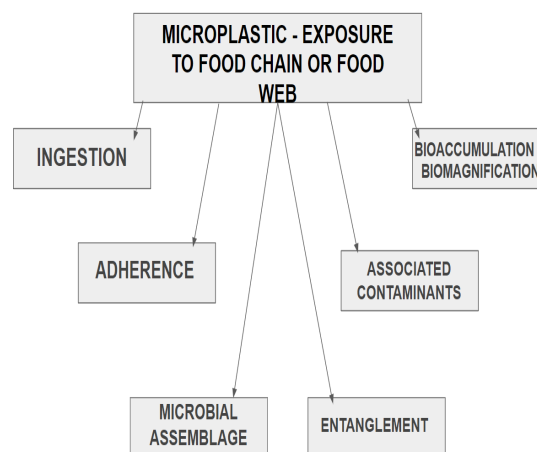 MICROPLASTIC - EXPOSURE
TO FOOD CHAIN OR FOOD
WEB
INGESTION
BIOACCUMULATION
BIOMAGNIFICATION
ADHERENCE
ASSOCIATED
CONTAMINANTS
MICROBIAL
ASSEMBLAGE
ENTANGLEMENT